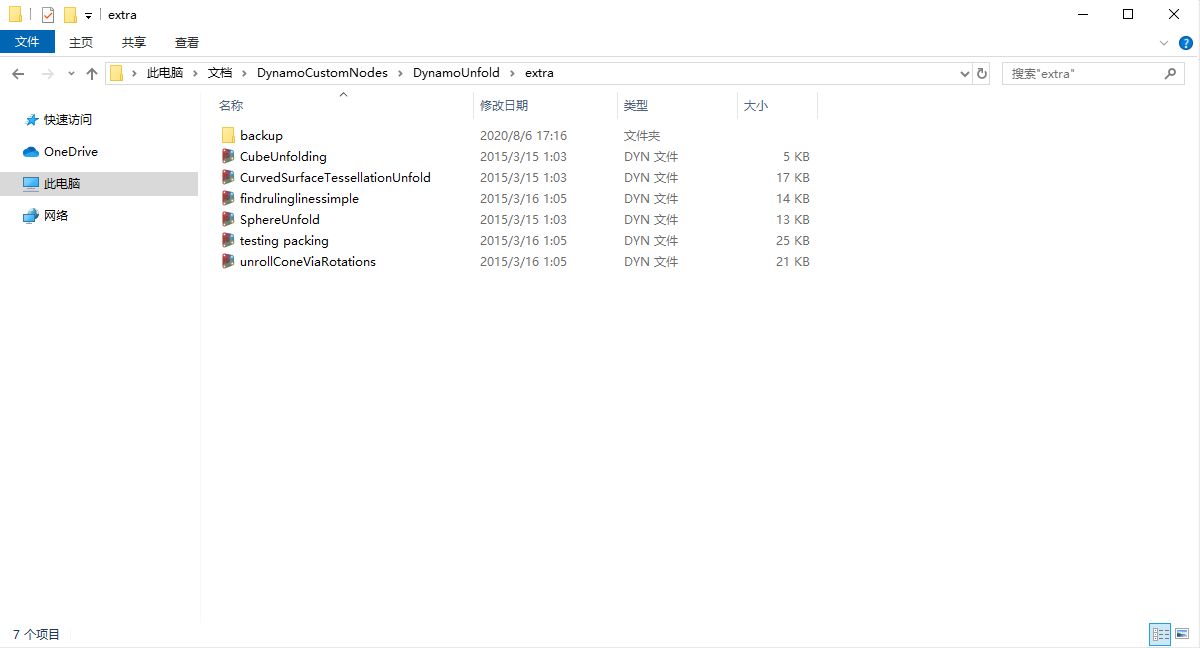 extra
文件 主页 共享 查看
此电脑 文档 DynamoCustomNodes DynamoUnfold extra 搜索"extra"
名称 修改日期 类型 大小
快速访问
OneDrive
此电脑
网络
backup 2020/8/6 17:16 文件夹
CubeUnfolding 2015/3/15 1:03 DYN 文件 5 KB
CurvedSurfaceTessellationUnfold 2015/3/15 1:03 DYN 文件 17 KB
findrulinglinessimple 2015/3/16 1:05 DYN 文件 14 KB
SphereUnfold 2015/3/15 1:03 DYN 文件 13 KB
testing packing 2015/3/16 1:05 DYN 文件 25 KB
unrollConeViaRotations 2015/3/16 1:05 DYN 文件 21 KB
7 个项目